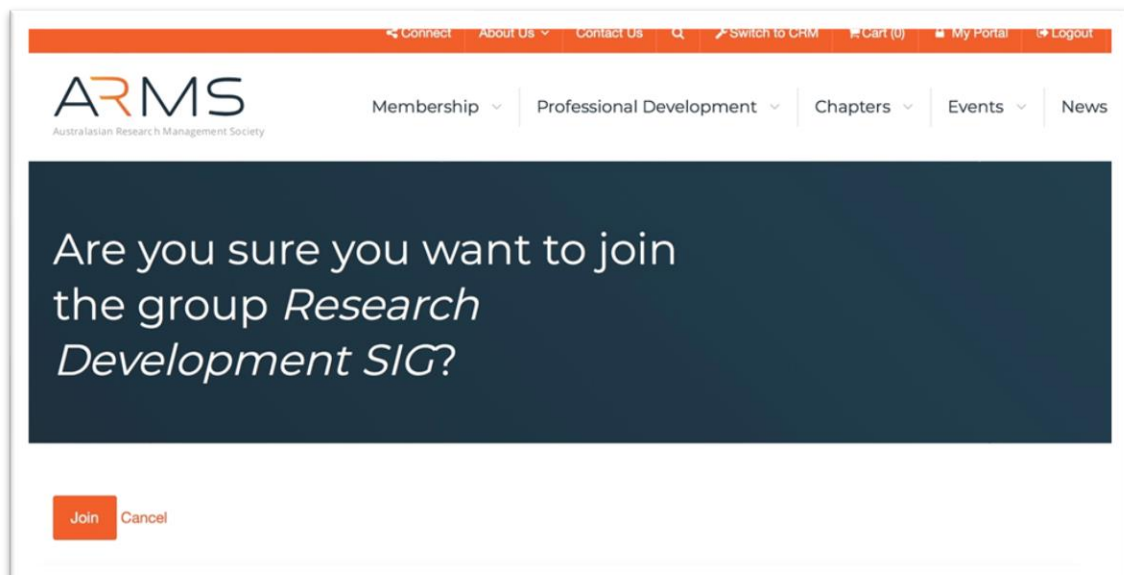 Connect About Us Contact Us Switch to CRM Cart (0) My Portal Logout
ARMS
Australasian Research Management Society
Membership Professional Development Chapters Events News
Are you sure you want to join
the group Research
Development SIG?
Join Cancel